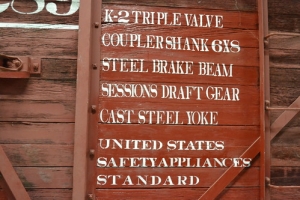 K-2 TRIPLE VALVE
COUPLER SHANK 6X8
STEEL BRAKE BEAM
SESSIONS DRAFT GEAR
CAST STEEL YOKE
UNITED STATES
SAFETY APPLIANCES
STANDARD